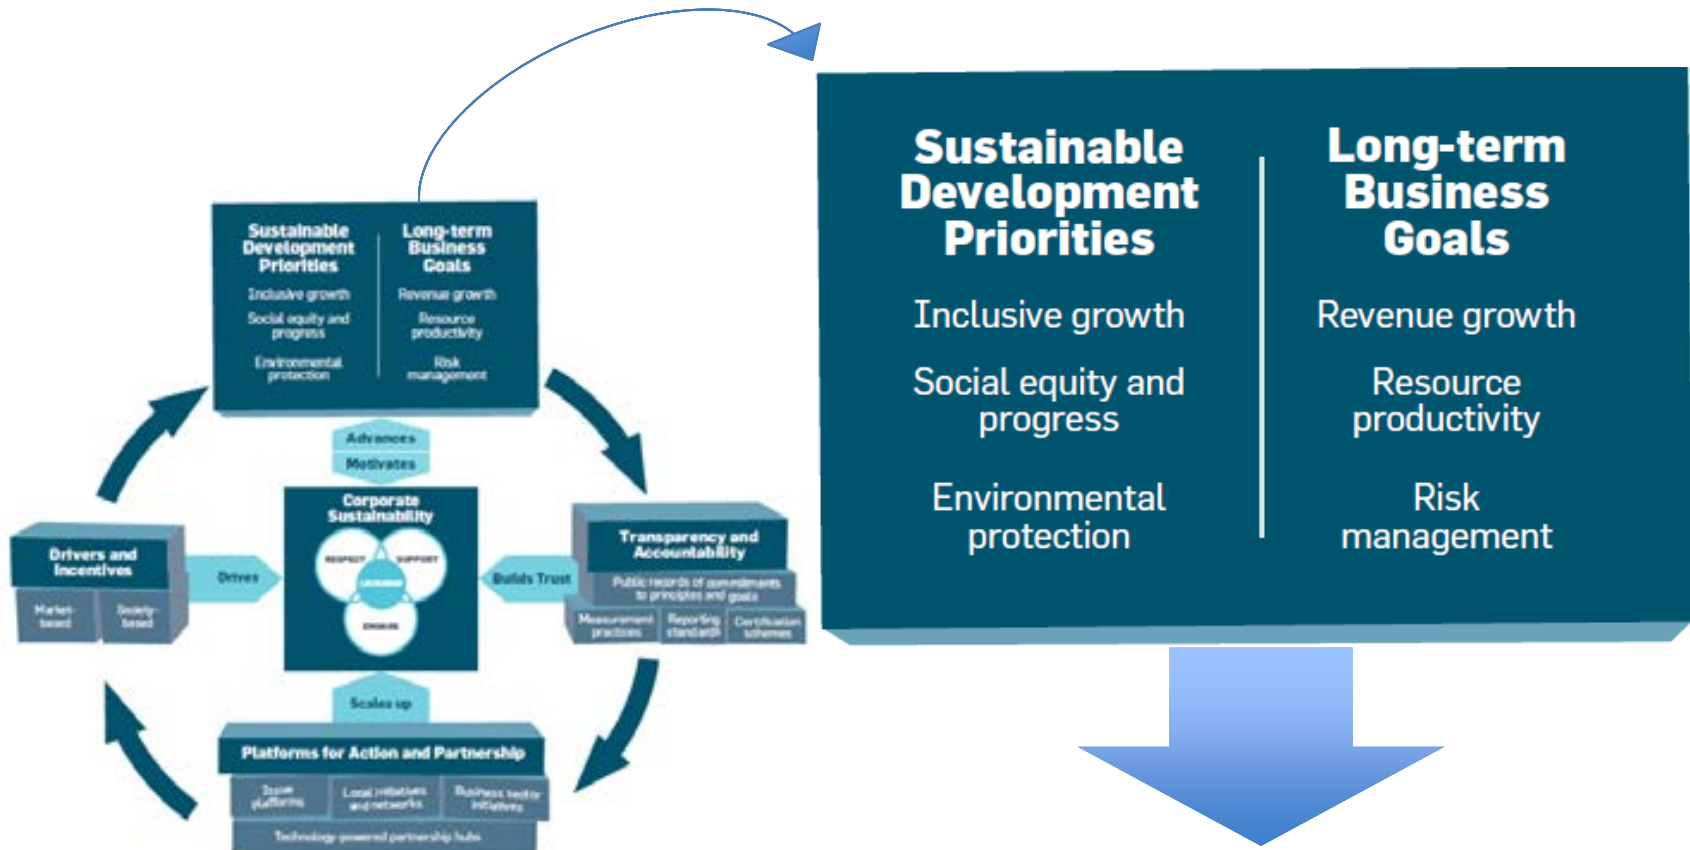 Sustainable
Development
Priorities
Inclusive growth
Social equity and
progress
Environmental
protection
Long-term
Business
Goals
Revenue growth
Resource
productivity
Risk
management
Advances
Motivates
Corporate
Sustainability
RESPECT
SUPPORT
ENGAGE
Drivers and
Incentives
Market-
based
Society-
based
Drives
Builds Trust
Transparency and
Accountability
Public records of commitments
to principles and goals
Measurement
practices
Reporting
standards
Certification
schemes
Scales up
Platforms for Action and Partnership
Issue
platforms
Local initiatives
and networks
Business sector
initiatives
Technology-powered partnership hubs
Sustainable
Development
Priorities
Inclusive growth
Social equity and
progress
Environmental
protection
Long-term
Business
Goals
Revenue growth
Resource
productivity
Risk
management